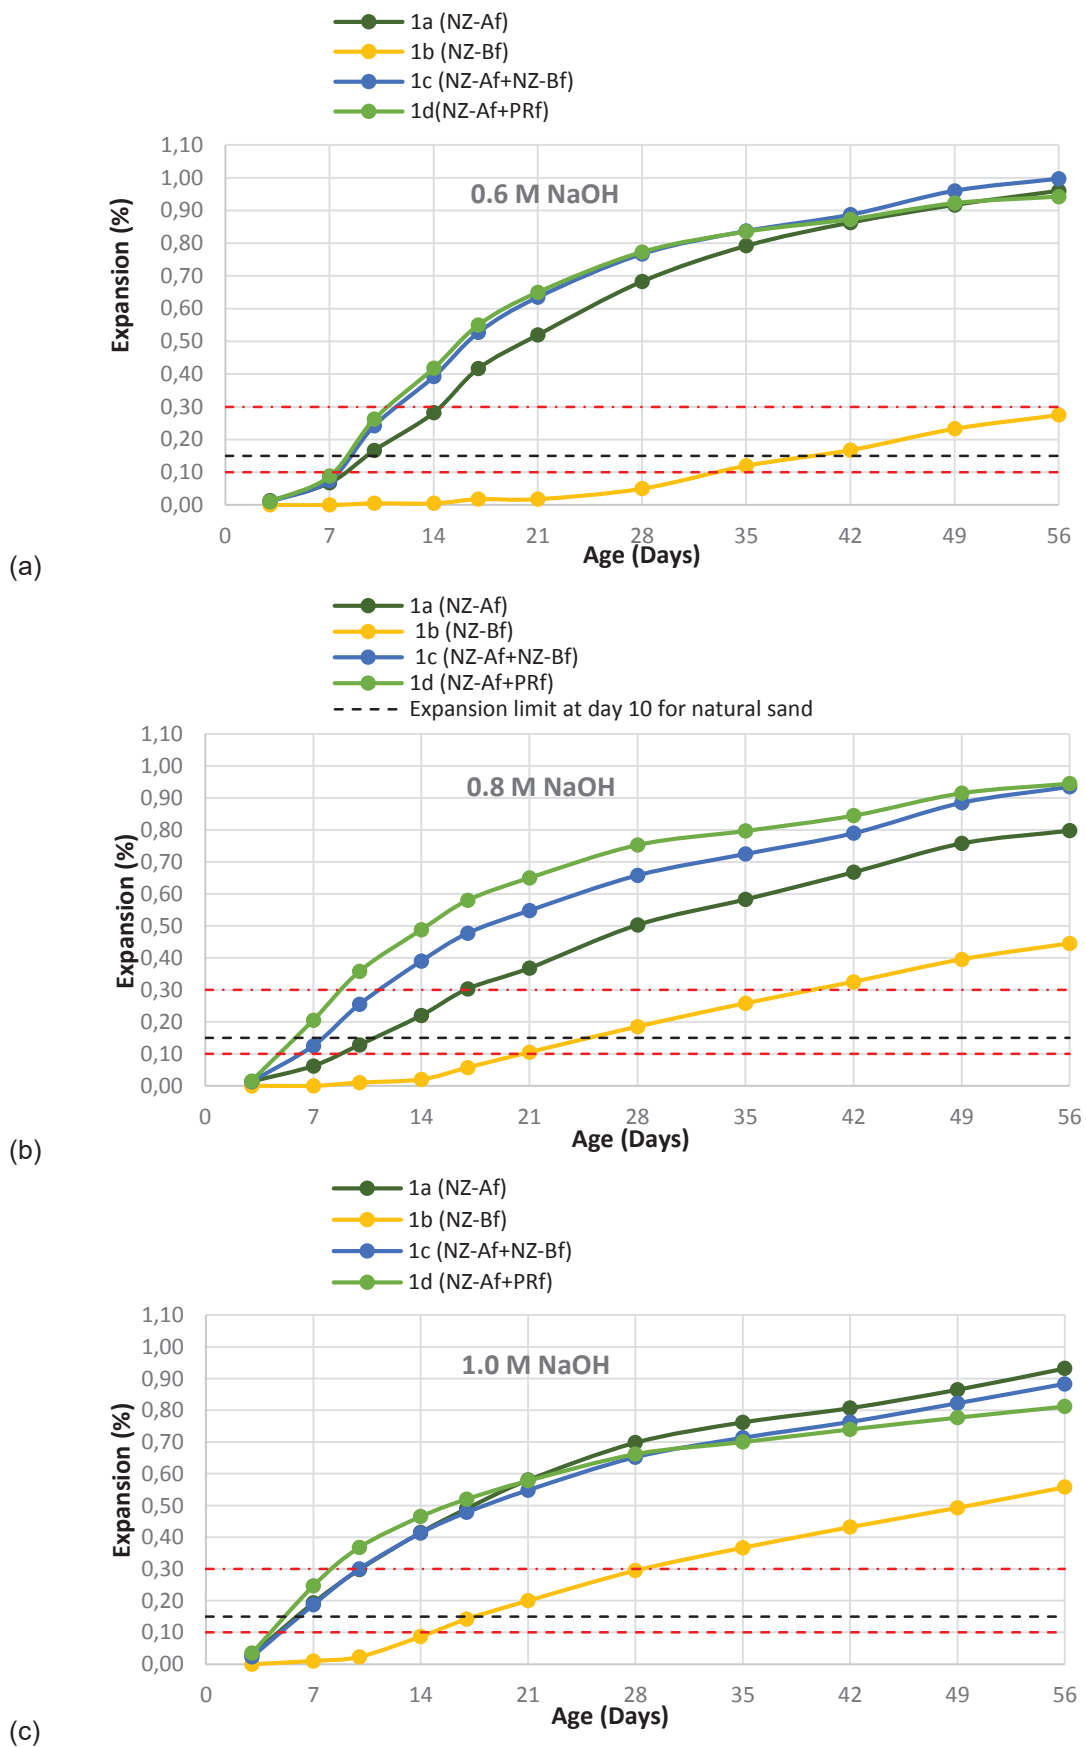 1a (NZ-Af)
1b (NZ-Bf)
1c (NZ-Af+NZ-Bf)
1d(NZ-Af+PRf)
1,10
1,00
0,90
0,80
0,70
0,60
0,50
0,40
0,30
0,20
0,10
0,00
Expansion (%)
0.6 M NaOH
0 7 14 21 28 35 42 49 56
Age (Days)
(a)
1a (NZ-Af)
1b (NZ-Bf)
1c (NZ-Af+NZ-Bf)
1d (NZ-Af+PRf)
Expansion limit at day 10 for natural sand
1,10
1,00
0,90
0,80
0,70
0,60
0,50
0,40
0,30
0,20
0,10
0,00
Expansion (%)
0.8 M NaOH
0 7 14 21 28 35 42 49 56
Age (Days)
(b)
1a (NZ-Af)
1b (NZ-Bf)
1c (NZ-Af+NZ-Bf)
1d (NZ-Af+PRf)
1,10
1,00
0,90
0,80
0,70
0,60
0,50
0,40
0,30
0,20
0,10
0,00
Expansion (%)
1.0 M NaOH
0 7 14 21 28 35 42 49 56
Age (Days)
(c)